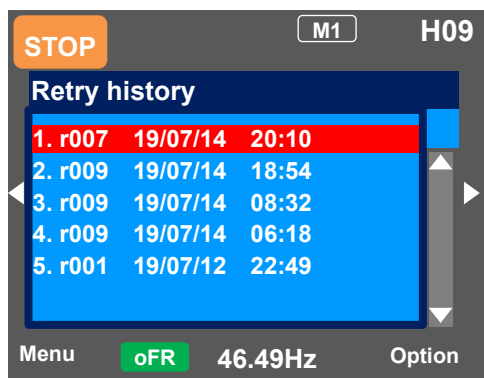 STOP M1 H09
Retry history
1. r007 19/07/14 20:10
2. r009 19/07/14 18:54
3. r009 19/07/14 08:32
4. r009 19/07/14 06:18
5. r001 19/07/12 22:49
Menu oFR 46.49Hz Option